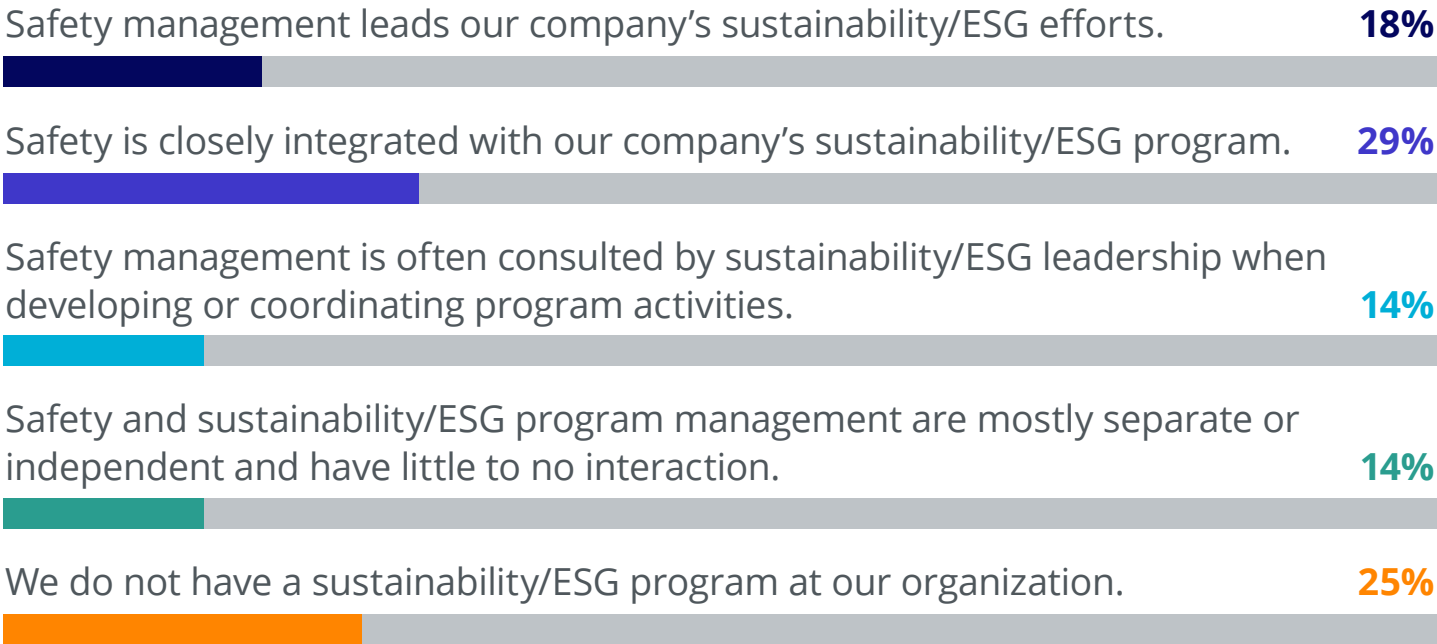 Safety management leads our company’s sustainability/ESG efforts. 18%
Safety is closely integrated with our company’s sustainability/ESG program. 29%
Safety management is often consulted by sustainability/ESG leadership when
developing or coordinating program activities. 14%
Safety and sustainability/ESG program management are mostly separate or
independent and have little to no interaction. 14%
We do not have a sustainability/ESG program at our organization. 25%